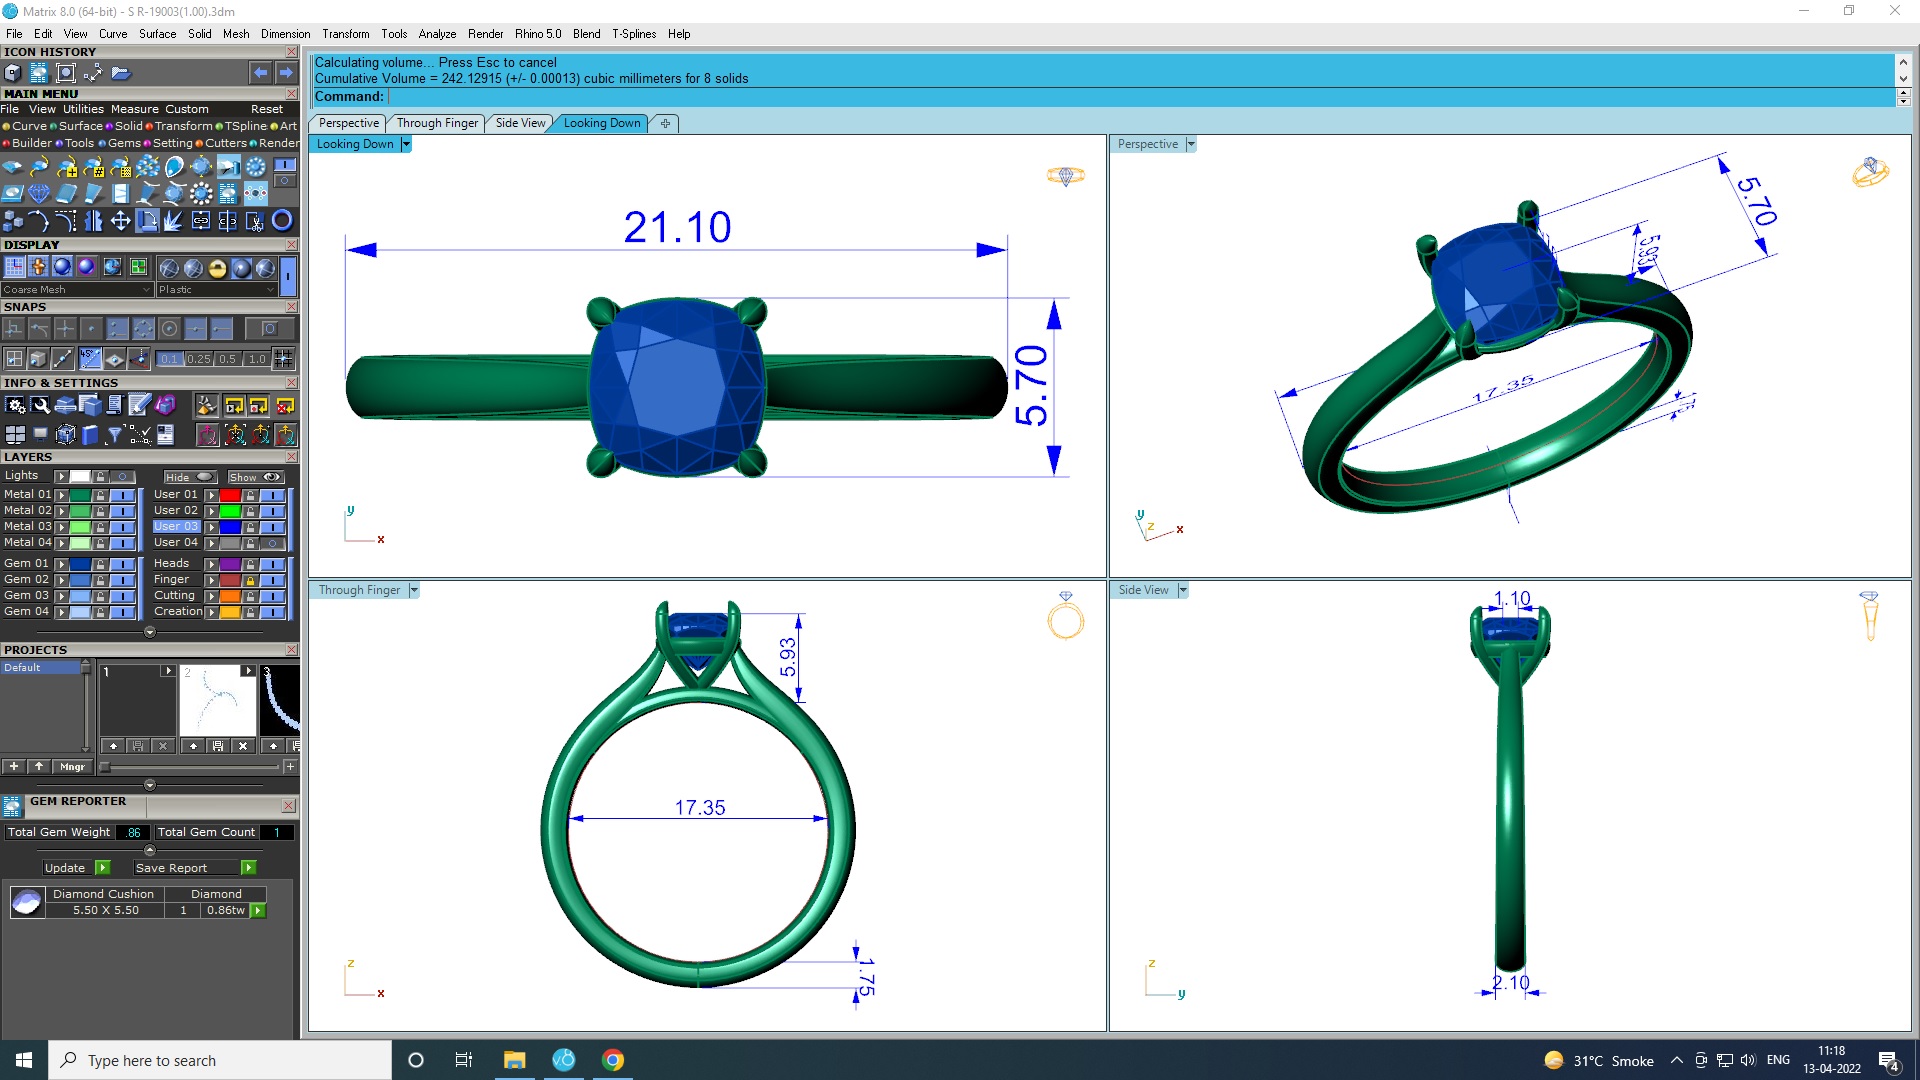 Matrix 8.0 (64-bit) - S R-19003(1.00).3dm
File Edit View Curve Surface Solid Mesh Dimension Transform Tools Analyze Render Rhino 5.0 Blend T-Splines Help
ICON HISTORY
MAIN MENU
File View Utilities Measure Custom Reset
Curve Surface Solid Transform TSpline Art
Builder Tools Gems Setting Cutters Render
DISPLAY
Coarse Mesh Plastic
SNAPS
0.1 0.25 0.5 1.0
INFO & SETTINGS
LAYERS
Lights Hide Show
Metal 01 User 01
Metal 02 User 02
Metal 03 User 03
Metal 04 User 04
Gem 01 Heads
Gem 02 Finger
Gem 03 Cutting
Gem 04 Creation
PROJECTS
Default
1 2 3
Mngr
GEM REPORTER
Total Gem Weight .86 Total Gem Count 1
Update Save Report
Diamond Cushion Diamond
5.50 X 5.50 1 0.86tw
Calculating volume... Press Esc to cancel
Cumulative Volume = 242.12915 (+/- 0.00013) cubic millimeters for 8 solids
Command:
Perspective Through Finger Side View Looking Down
Looking Down
21.10
5.70
y
x
Perspective
5.70
5.93
17.35
y
z
x
Through Finger
5.93
17.35
1.75
z
x
Side View
1.10
2.10
z
y
Type here to search
31°C Smoke
ENG
11:18
13-04-2022
4